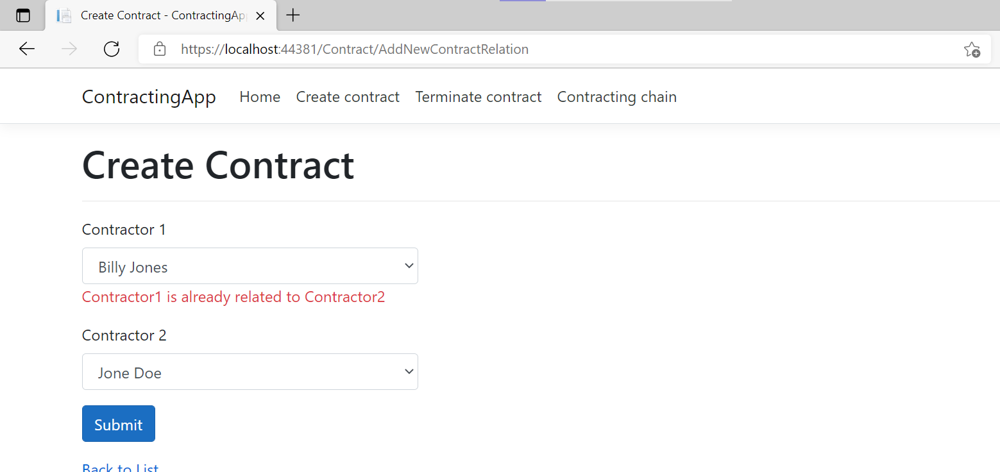 Create Contract - ContractingAp
https://localhost:44381/Contract/AddNewContractRelation
ContractingApp Home Create contract Terminate contract Contracting chain
Create Contract
Contractor 1
Billy Jones
Contractor1 is already related to Contractor2
Contractor 2
Jone Doe
Submit
Back to List